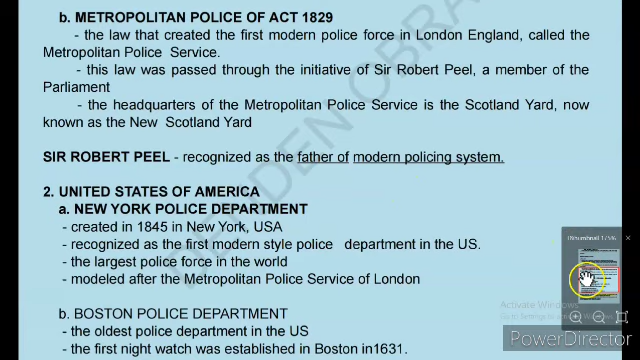 b. METROPOLITAN POLICE OF ACT 1829
- the law that created the first modern police force in London England, called the
Metropolitan Police Service.
- this law was passed through the initiative of Sir Robert Peel, a member of the
Parliament
- the headquarters of the Metropolitan Police Service is the Scotland Yard, now
known as the New Scotland Yard
SIR ROBERT PEEL - recognized as the father of modern policing system.
2. UNITED STATES OF AMERICA
a. NEW YORK POLICE DEPARTMENT
- created in 1845 in New York, USA
- recognized as the first modern style police department in the US.
- the largest police force in the world
- modeled after the Metropolitan Police Service of London
b. BOSTON POLICE DEPARTMENT
- the oldest police department in the US
- the first night watch was established in Boston in1631.
Activate Windows
PowerDirector